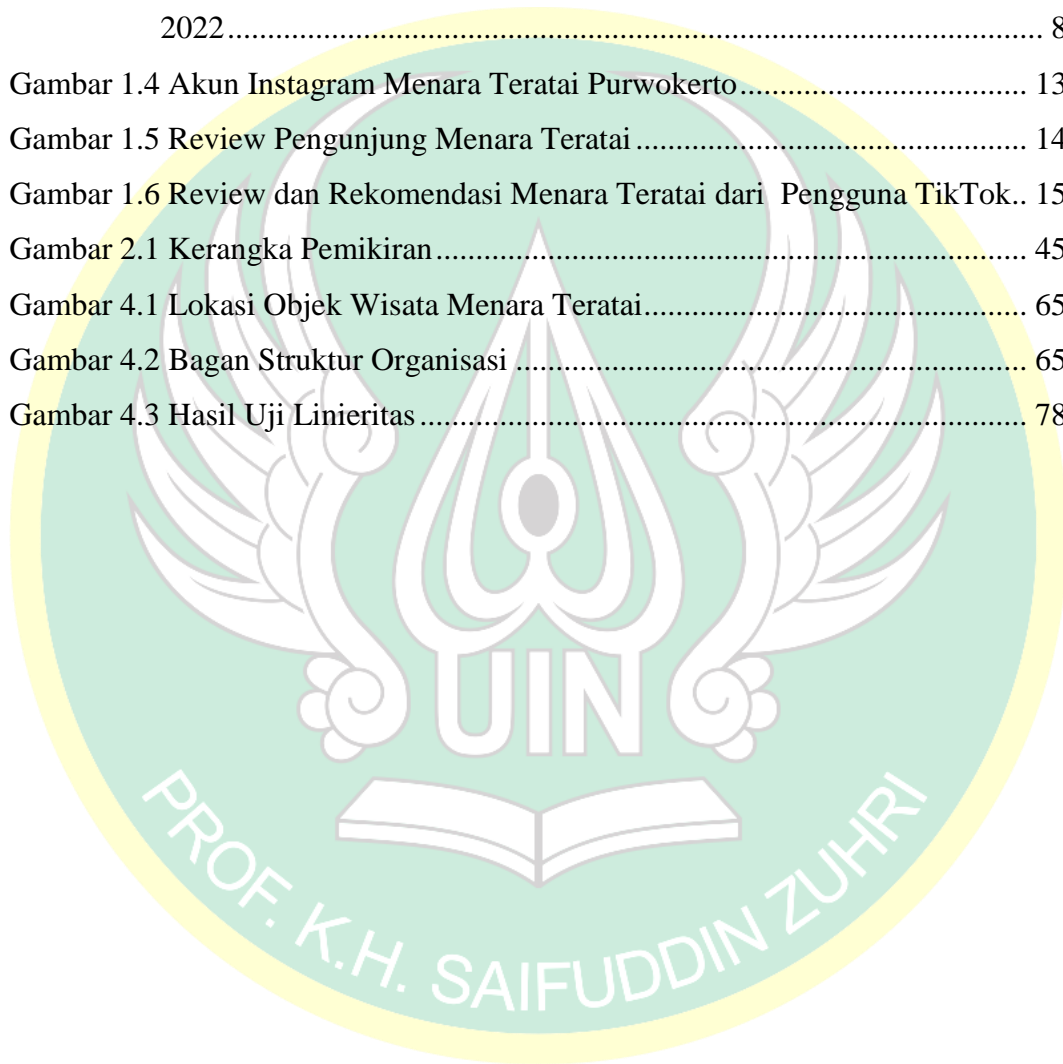 2022........................................................................................ 8
Gambar 1.4 Akun Instagram Menara Teratai Purwokerto............................... 13
Gambar 1.5 Review Pengunjung Menara Teratai.......................................... 14
Gambar 1.6 Review dan Rekomendasi Menara Teratai dari Pengguna TikTok.. 15
Gambar 2.1 Kerangka Pemikiran................................................................ 45
Gambar 4.1 Lokasi Objek Wisata Menara Teratai......................................... 65
Gambar 4.2 Bagan Struktur Organisasi....................................................... 65
Gambar 4.3 Hasil Uji Linieritas.................................................................. 78
UIN
PROF. K.H. SAIFUDDIN ZUHRI